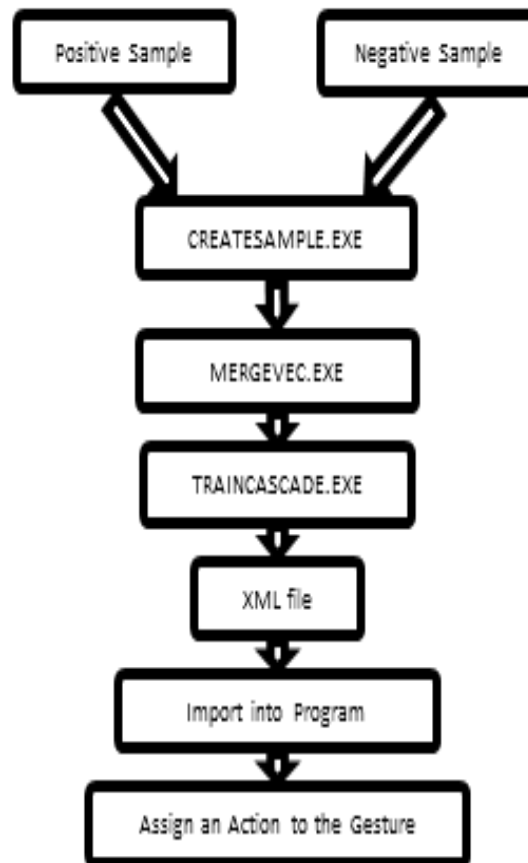 Positive Sample
Negative Sample
CREATESAMPLE.EXE
MERGEVEC.EXE
TRAINCASCADE.EXE
XML file
Import into Program
Assign an Action to the Gesture